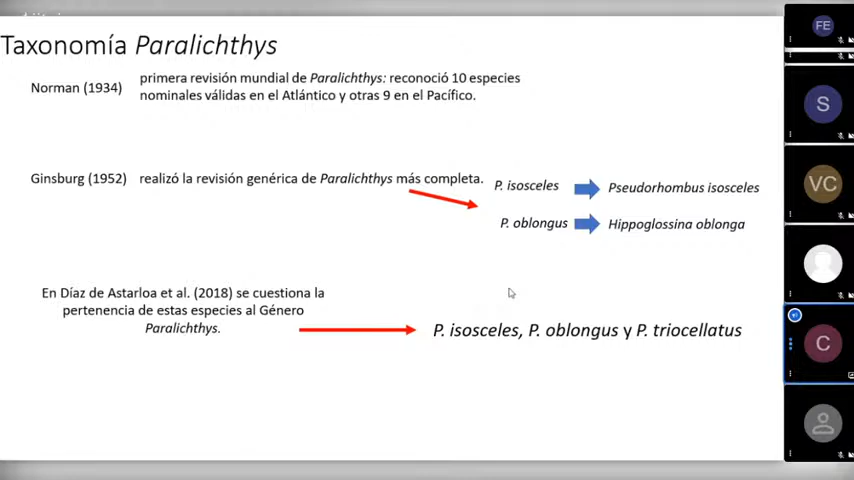 Taxonomía Paralichthys
Norman (1934)
primera revisión mundial de Paralichthys: reconoció 10 especies
nominales válidas en el Atlántico y otras 9 en el Pacífico.
Ginsburg (1952)
realizó la revisión genérica de Paralichthys más completa.
P. isosceles
Pseudorhombus isosceles
P. oblongus
Hippoglossina oblonga
En Díaz de Astarloa et al. (2018) se cuestiona la
pertenencia de estas especies al Género
Paralichthys.
P. isosceles, P. oblongus y P. triocellatus
FE
S
VC
C